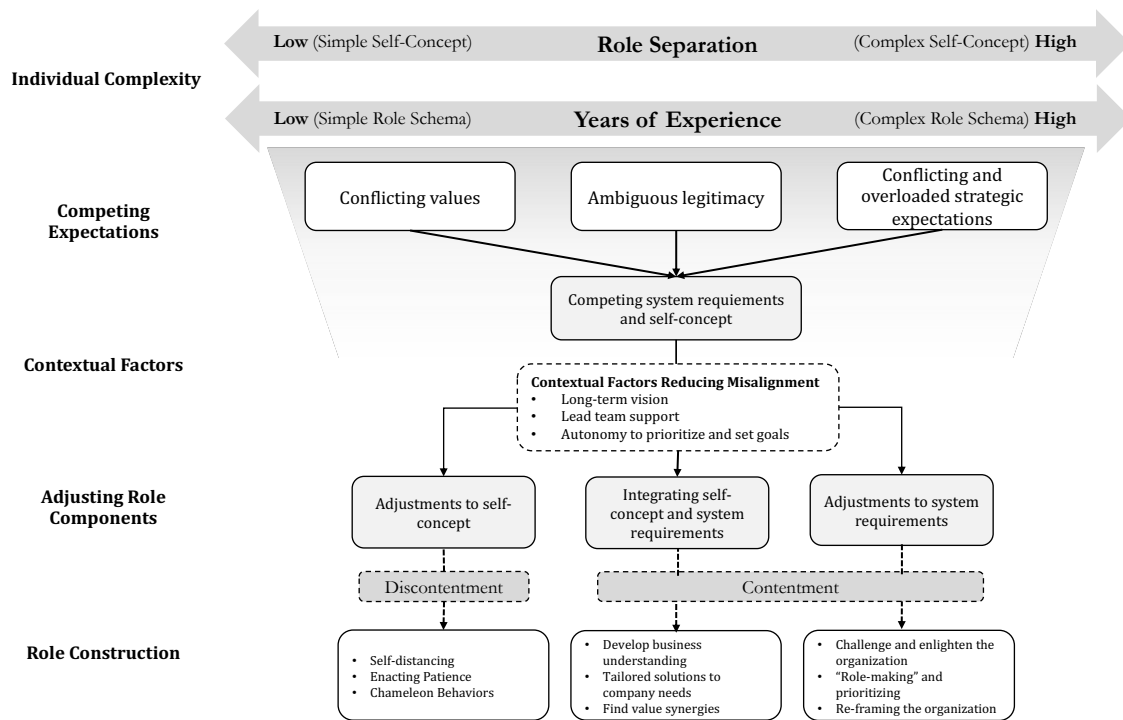 Low (Simple Self-Concept) Role Separation (Complex Self-Concept) High
Individual Complexity
Low (Simple Role Schema) Years of Experience (Complex Role Schema) High
Competing
Expectations
Conflicting values
Ambiguous legitimacy
Conflicting and
overloaded strategic
expectations
Competing system requiements
and self-concept
Contextual Factors
Contextual Factors Reducing Misalignment
• Long-term vision
• Lead team support
• Autonomy to prioritize and set goals
Adjusting Role
Components
Adjustments to self-
concept
Integrating self-
concept and system
requirements
Adjustments to system
requirements
Discontentment
Contentment
Role Construction
• Self-distancing
• Enacting Patience
• Chameleon Behaviors
• Develop business
understanding
• Tailored solutions to
company needs
• Find value synergies
• Challenge and enlighten the
organization
• “Role-making” and
prioritizing
• Re-framing the organization